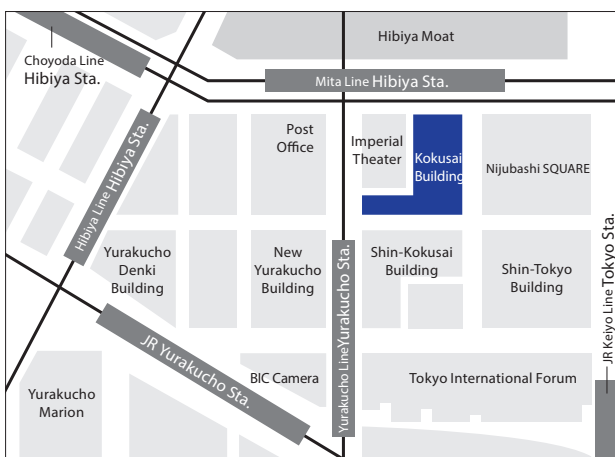 Hibiya Moat
Choyoda Line
Hibiya Sta.
Mita Line Hibiya Sta.
Post
Office
Imperial
Theater
Kokusai
Building
Nijubashi SQUARE
Hibiya Line Hibiya Sta.
Yurakucho
Denki
Building
New
Yurakucho
Building
Yurakucho Line Yurakucho Sta.
Shin-Kokusai
Building
Shin-Tokyo
Building
JR Keiyo Line Tokyo Sta.
JR Yurakucho Sta.
BIC Camera
Tokyo International Forum
Yurakucho
Marion